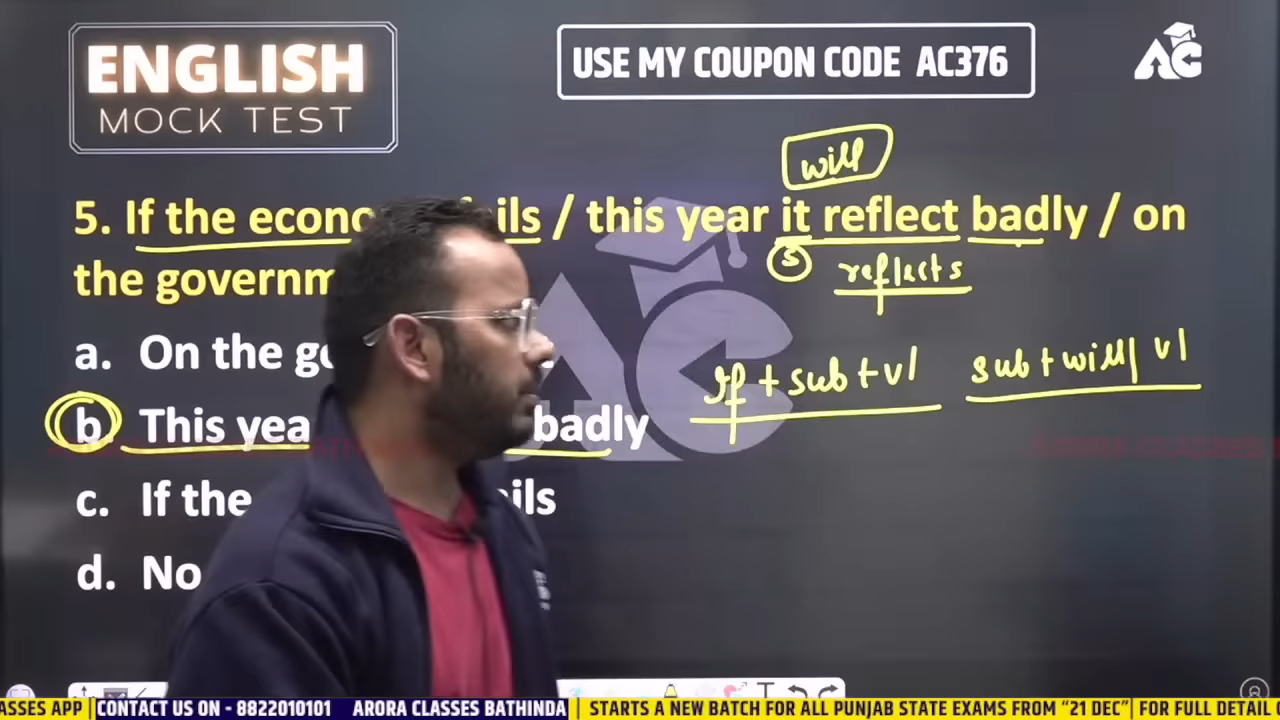 ENGLISH
MOCK TEST
USE MY COUPON CODE AC376
AC
will
5. If the econo ils / this year it reflect badly / on
s
reflects
the governm
If + sub + v1 sub + will/ v1
a. On the go
b. This yea badly
c. If the ils
d. No
ASSES APP | CONTACT US ON - 8822010101 ARORA CLASSES BATHINDA | STARTS A NEW BATCH FOR ALL PUNJAB STATE EXAMS FROM “21 DEC” | FOR FULL DETAIL